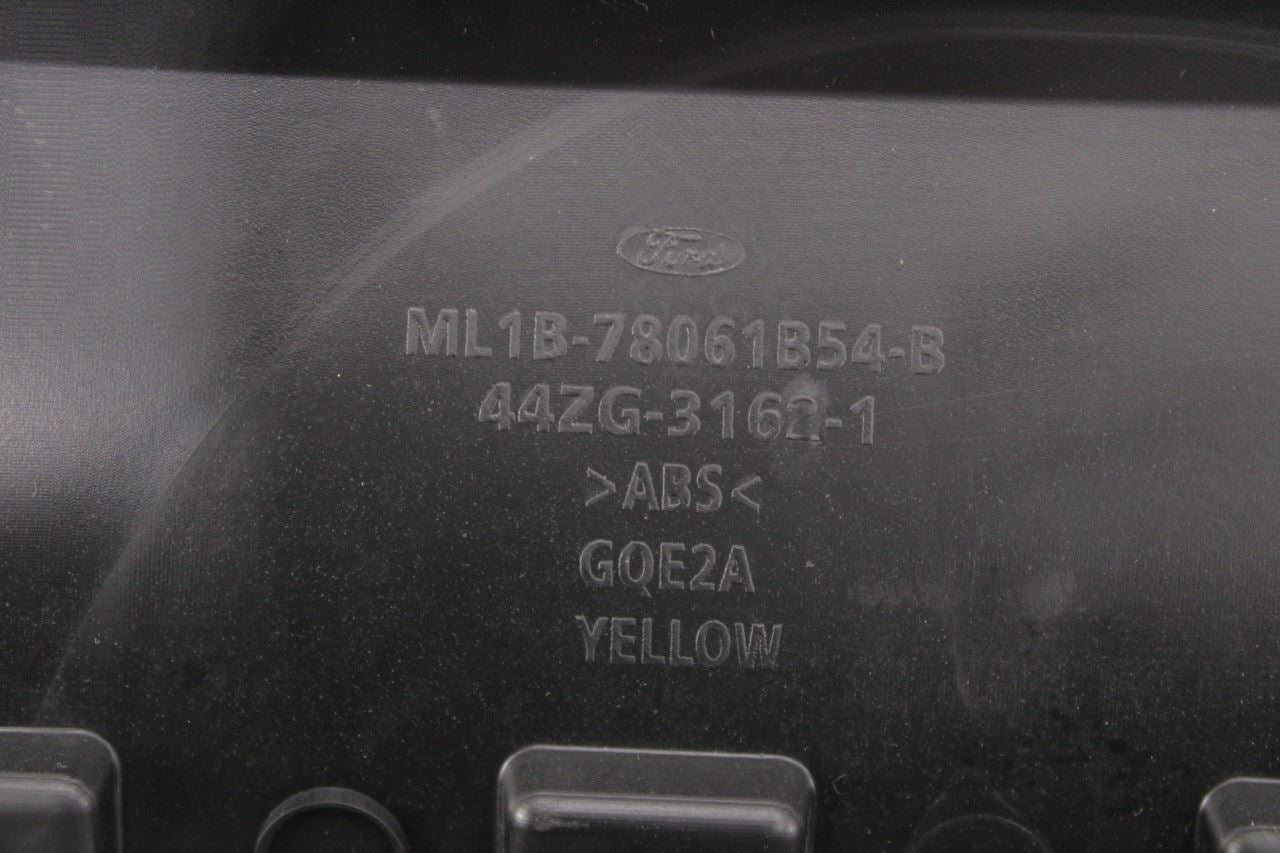 Ford
ML1B-78061B54-B
44ZG-3162-1
>ABS<
GQE2A
YELLOW